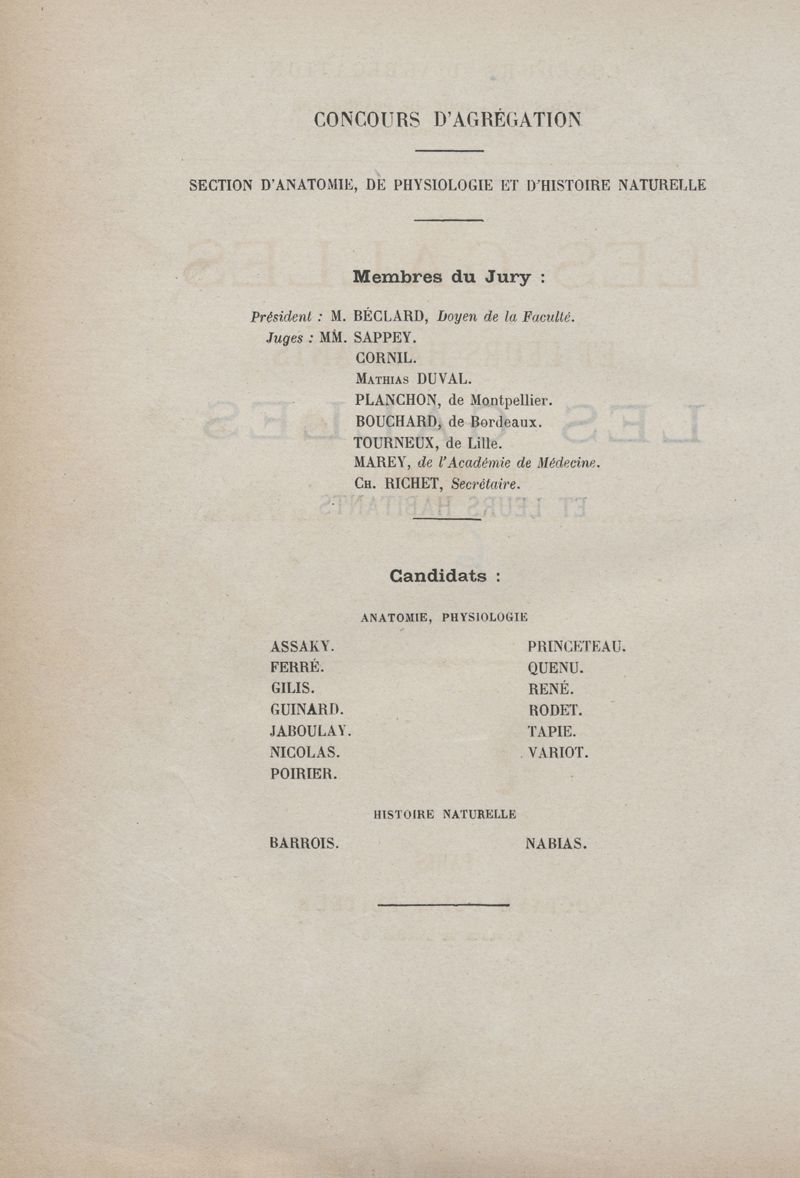 CONCOURS D'AGRÉGATION
SECTION D'ANATOMIE, DE PHYSIOLOGIE ET D'HISTOIRE NATURELLE
Membres du Jury :
Président : M. BÉCLARD, Doyen de la Faculté.
Juges : MM. SAPPEY.
CORNIL.
MATHIAS DUVAL.
PLANCHON, de Montpellier.
BOUCHARD, de Bordeaux.
TOURNEUX, de Lille.
MAREY, de l'Académie de Médecine.
CH. RICHET, Secrétaire.
Candidats :
ANATOMIE, PHYSIOLOGIE
ASSAKY. PRINCETEAU.
FERRÉ. QUENU.
GILIS. RENÉ.
GUINARD. RODET.
JABOULAY. TAPIE.
NICOLAS. VARIOT.
POIRIER.
HISTOIRE NATURELLE
BARROIS. NABIAS.